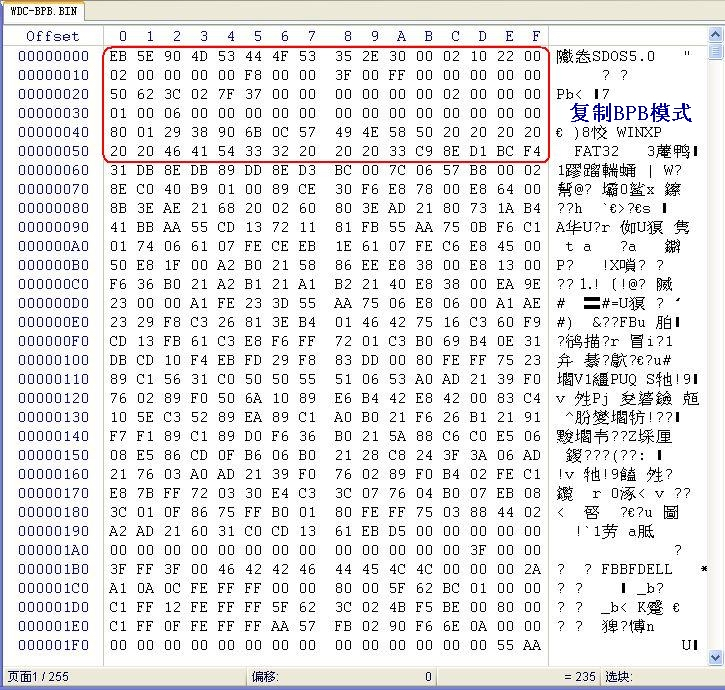 WDC-BPB.BIN
Offset 0 1 2 3 4 5 6 7 8 9 A B C D E F
00000000 EB 5E 90 4D 53 44 4F 53 35 2E 30 00 02 10 22 00
00000010 02 00 00 00 00 F8 00 00 3F 00 FF 00 00 00 00 00
00000020 50 62 3C 02 7F 37 00 00 00 00 00 00 02 00 00 00
00000030 01 00 06 00 00 00 00 00 00 00 00 00 00 00 00 00
复制BPB模式
00000040 80 01 29 38 90 6B 0C 57 49 4E 58 50 20 20 20 20
00000050 20 20 46 41 54 33 32 20 20 20 33 C9 8E D1 BC F4
00000060 31 DB 8E DB 89 DD 8E D3 BC 00 7C 06 57 B8 00 02
00000070 8E C0 40 B9 01 00 89 CE 30 F6 E8 78 00 E8 64 00
00000080 8B 3E AE 21 68 20 02 60 80 3E AD 21 80 73 1A B4
00000090 41 BB AA 55 CD 13 72 11 81 FB 55 AA 75 0B F6 C1
000000A0 01 74 06 61 07 FE CE EB 1E 61 07 FE C6 E8 45 00
000000B0 50 E8 1F 00 A2 B0 21 58 86 EE E8 38 00 E8 13 00
000000C0 F6 36 B0 21 A2 B1 21 A1 B2 21 40 E8 38 00 EA 9E
000000D0 23 00 00 A1 FE 23 3D 55 AA 75 06 E8 06 00 A1 AE
000000E0 23 29 F8 C3 26 81 3E B4 01 46 42 75 16 C3 60 F9
000000F0 CD 13 FB 61 C3 E8 F6 FF 72 01 C3 B0 69 B4 0E 31
00000100 DB CD 10 F4 EB FD 29 F8 83 DD 00 80 FE FF 75 23
00000110 89 C1 56 31 C0 50 50 55 51 06 53 A0 AD 21 39 F0
00000120 76 02 89 F0 50 6A 10 89 E6 B4 42 E8 42 00 83 C4
00000130 10 5E C3 52 89 EA 89 C1 A0 B0 21 F6 26 B1 21 91
00000140 F7 F1 89 C1 89 D0 F6 36 B0 21 5A 88 C6 C0 E5 06
00000150 08 E5 86 CD 0F B6 06 B0 21 28 C8 24 3F 3A 06 AD
00000160 21 76 03 A0 AD 21 39 F0 76 02 89 F0 B4 02 FE C1
00000170 E8 7B FF 72 03 30 E4 C3 3C 07 76 04 B0 07 EB 08
00000180 3C 01 0F 86 75 FF B0 01 80 FE FF 75 03 88 44 02
00000190 A2 AD 21 60 31 C0 CD 13 61 EB D5 00 00 00 00 00
000001A0 00 00 00 00 00 00 00 00 00 00 00 00 00 3F 00 00
000001B0 3F FF 3F 00 46 42 42 46 44 45 4C 4C 00 00 00 2A
000001C0 A1 0A 0C FE FF FF 00 00 80 00 5F 62 BC 01 00 00
000001D0 C1 FF 12 FE FF FF 5F 62 3C 02 4B F5 BE 00 80 00
000001E0 C1 FF 0F FE FF FF AA 57 FB 02 90 F6 6E 0A 00 00
000001F0 00 00 00 00 00 00 00 00 00 00 00 00 00 00 55 AA
页面1 / 255 偏移: 0 = 235 选块: